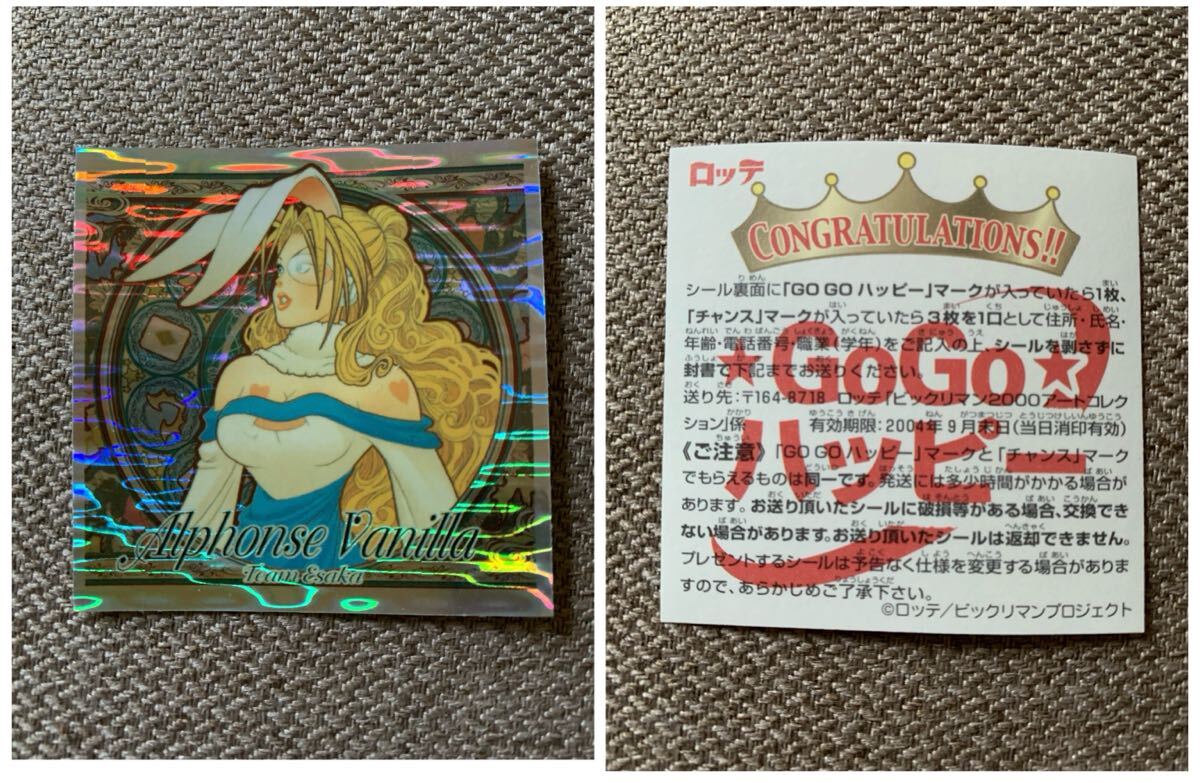 Alphonse Vanilla
Team Esaka
ロッテ
CONGRATULATIONS!!
シール裏面に「GO GO ハッピー」マークが入っていたら1枚、
「チャンス」マークが入っていたら3枚を1口として住所・氏名・
年齢・電話番号・職業(学年)をご記入の上、シールを剥さずに
封書で下記までお送りください。
送り先:〒164-8718 ロッテ「ビックリマン2000アートコレク
ション」係 有効期限:2004年9月末日(当日消印有効)
《ご注意》「GO GO ハッピー」マークと「チャンス」マーク
でもらえるものは同一です。発送には多少時間がかかる場合が
あります。お送り頂いたシールに破損等がある場合、交換でき
ない場合があります。お送り頂いたシールは返却できません。
プレゼントするシールは予告なく仕様を変更する場合がありま
すので、あらかじめご了承下さい。
©ロッテ/ビックリマンプロジェクト
★GOGO★
ハッピー